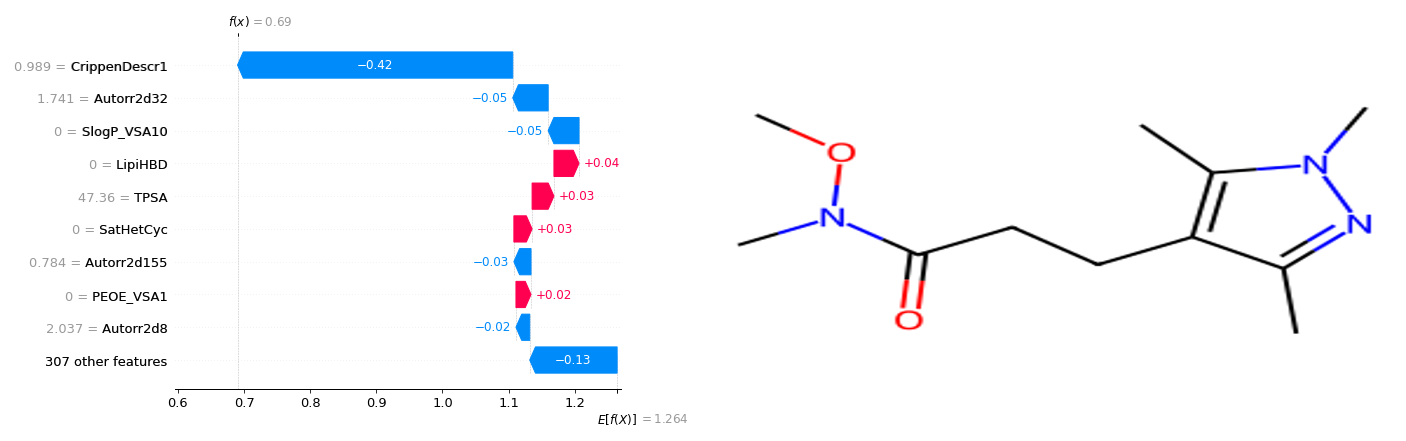 f(x) = 0.69
0.989 = CrippenDescr1
−0.42
1.741 = Autorr2d32
−0.05
0 = SlogP_VSA10
−0.05
0 = LipiHBD
+0.04
47.36 = TPSA
+0.03
0 = SatHetCyc
+0.03
0.784 = Autorr2d155
−0.03
0 = PEOE_VSA1
+0.02
2.037 = Autorr2d8
−0.02
307 other features
−0.13
0.6 0.7 0.8 0.9 1.0 1.1 1.2
E[f(X)] = 1.264
O
N
O
N
N